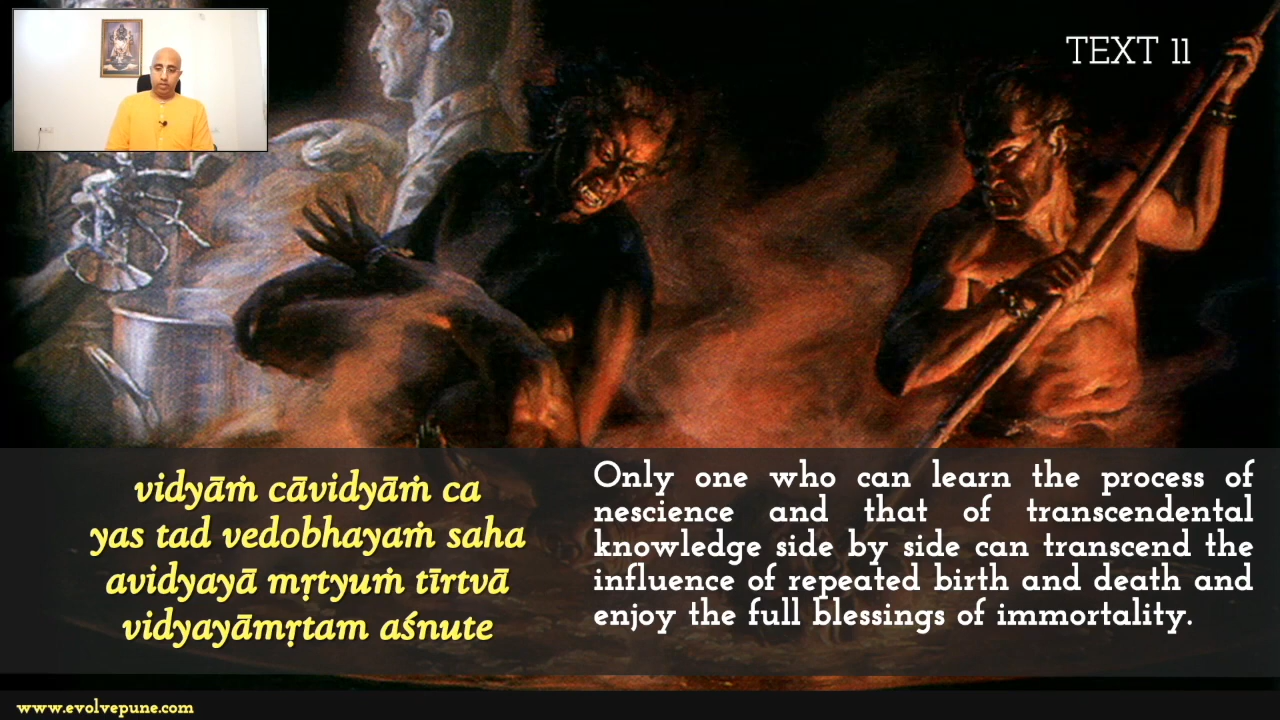 TEXT 11
vidyāṁ cāvidyāṁ ca
yas tad vedobhayaṁ saha
avidyayā mṛtyuṁ tīrtvā
vidyayāmṛtam aśnute
Only one who can learn the process of
nescience and that of transcendental
knowledge side by side can transcend the
influence of repeated birth and death and
enjoy the full blessings of immortality.
www.evolvepune.com